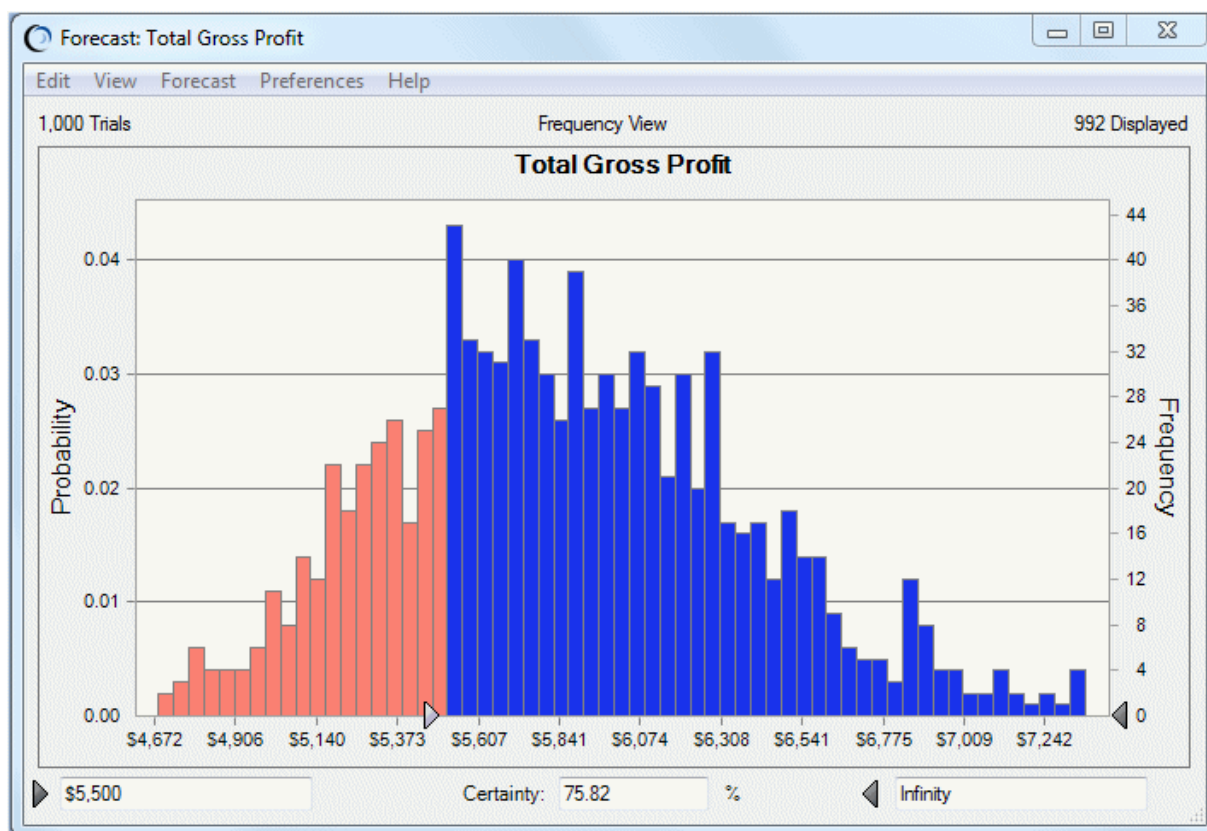 Forecast: Total Gross Profit
Edit View Forecast Preferences Help
1,000 Trials Frequency View 992 Displayed
Total Gross Profit
44
0.04 40
36
32
0.03
28
24
0.02 20
16
0.01 12
8
4
0.00 0
Probability
Frequency
$4,672 $4,906 $5,140 $5,373 $5,607 $5,841 $6,074 $6,308 $6,541 $6,775 $7,009 $7,242
$5,500 Certainty: 75.82 % Infinity